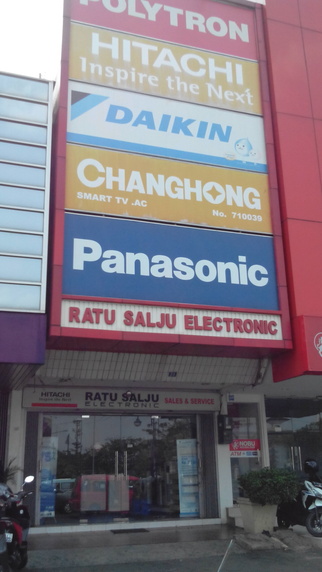 POLYTRON
HITACHI
Inspire the Next
DAIKIN
CHANGHONG
SMART TV .AC
No. 710039
Panasonic
RATU SALJU ELECTRONIC
HITACHI
RATU SALJU
ELECTRONIC
SALES & SERVICE
ATM